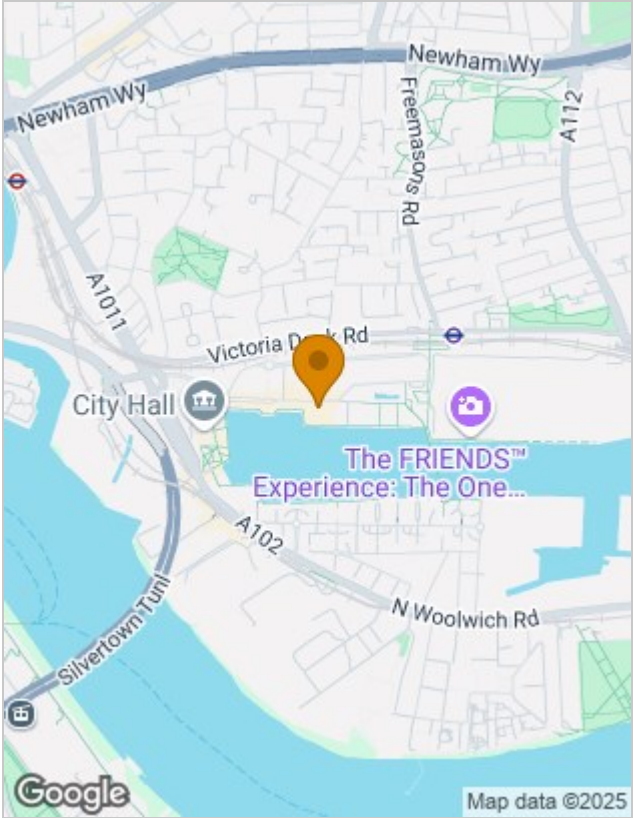 Newham Wy
Newham Wy
Freemasons Rd
A112
A1011
Victoria Dock Rd
City Hall
The FRIENDS™
Experience: The One...
A102
N Woolwich Rd
Silvertown Tunl
Google
Map data ©2025